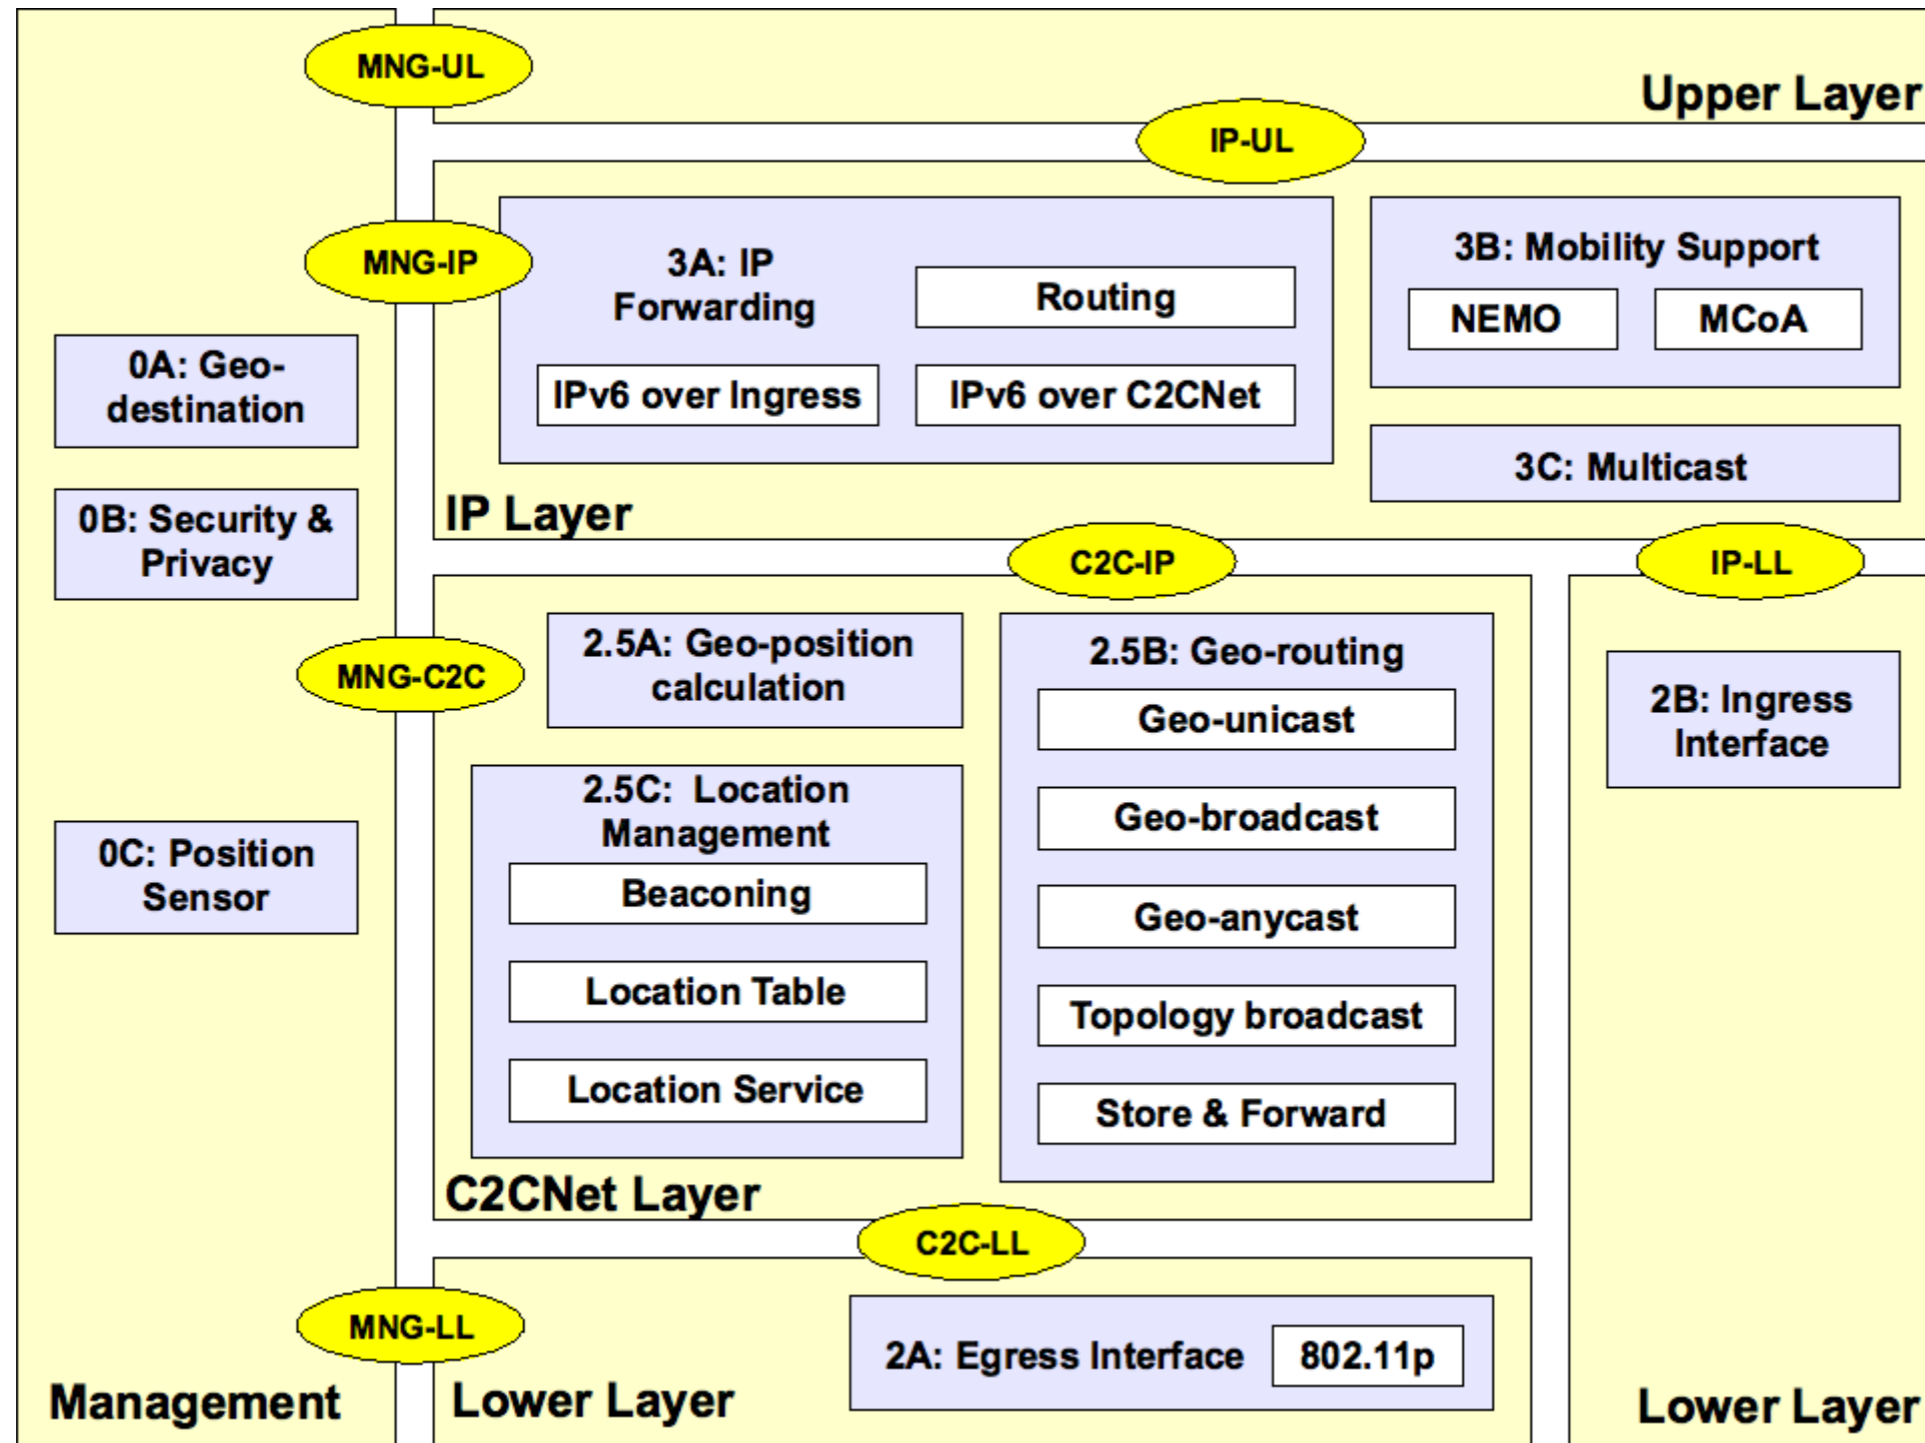 MNG-UL
Upper Layer
IP-UL
MNG-IP
3A: IP
Forwarding
Routing
IPv6 over Ingress
IPv6 over C2CNet
3B: Mobility Support
NEMO
MCoA
3C: Multicast
IP Layer
0A: Geo-
destination
0B: Security &
Privacy
0C: Position
Sensor
C2C-IP
IP-LL
MNG-C2C
2.5A: Geo-position
calculation
2.5C: Location
Management
Beaconing
Location Table
Location Service
2.5B: Geo-routing
Geo-unicast
Geo-broadcast
Geo-anycast
Topology broadcast
Store & Forward
2B: Ingress
Interface
C2CNet Layer
C2C-LL
MNG-LL
2A: Egress Interface
802.11p
Management
Lower Layer
Lower Layer